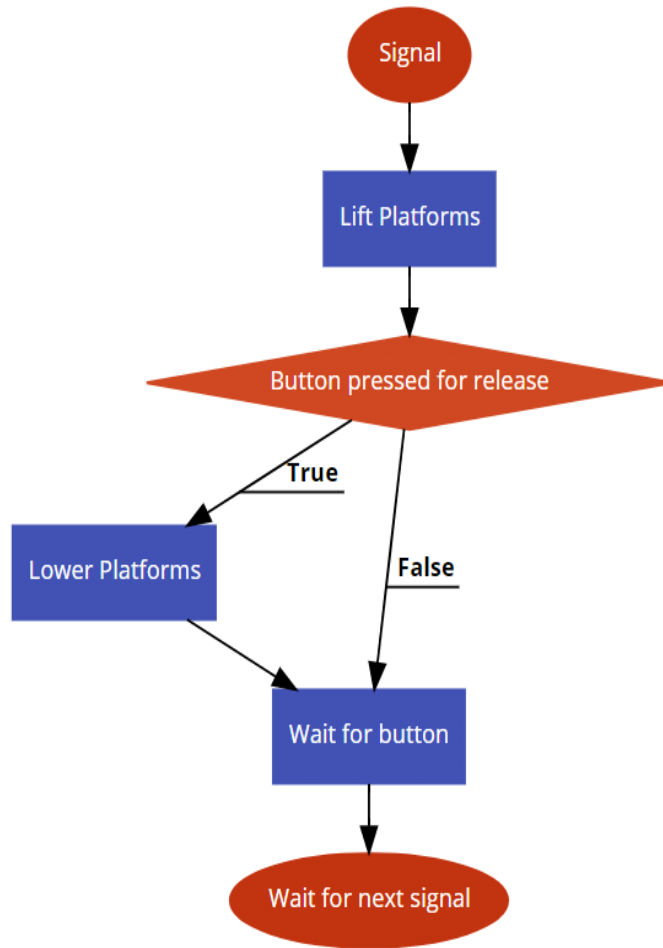 Signal
Lift Platforms
Button pressed for release
True
Lower Platforms
False
Wait for button
Wait for next signal